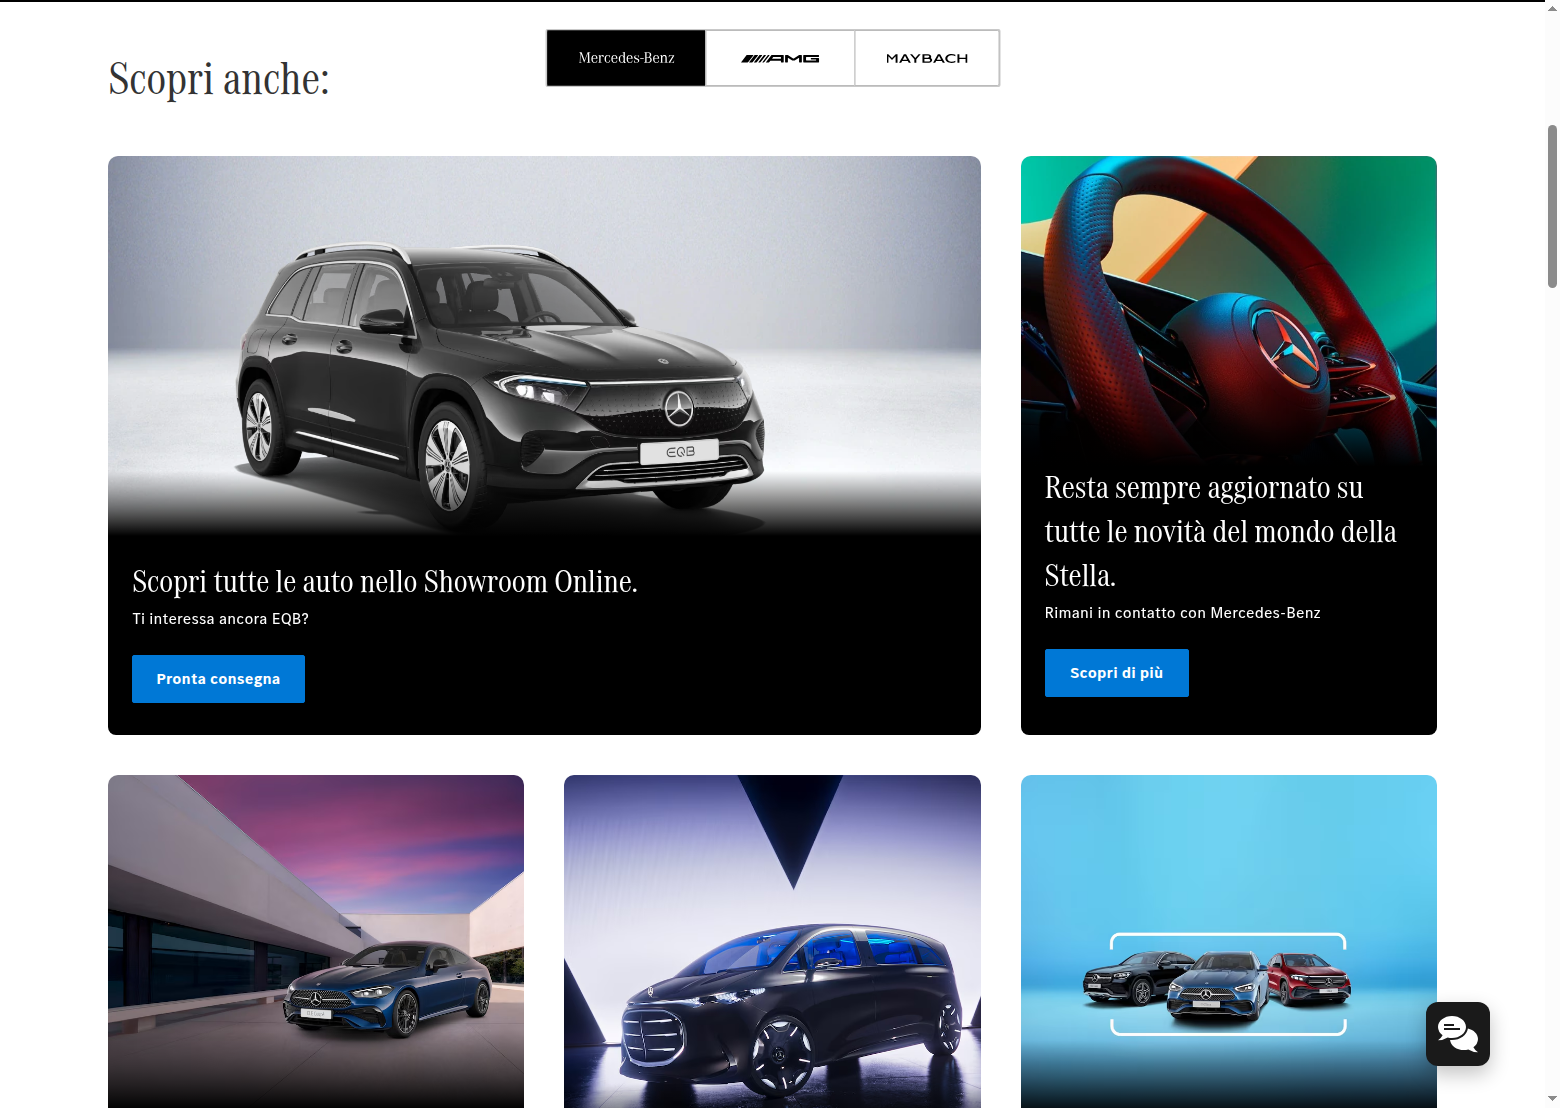 Scopri anche:
Mercedes-Benz
AMG
MAYBACH
EQB
Scopri tutte le auto nello Showroom Online.
Ti interessa ancora EQB?
Pronta consegna
Resta sempre aggiornato su
tutte le novità del mondo della
Stella.
Rimani in contatto con Mercedes-Benz
Scopri di più